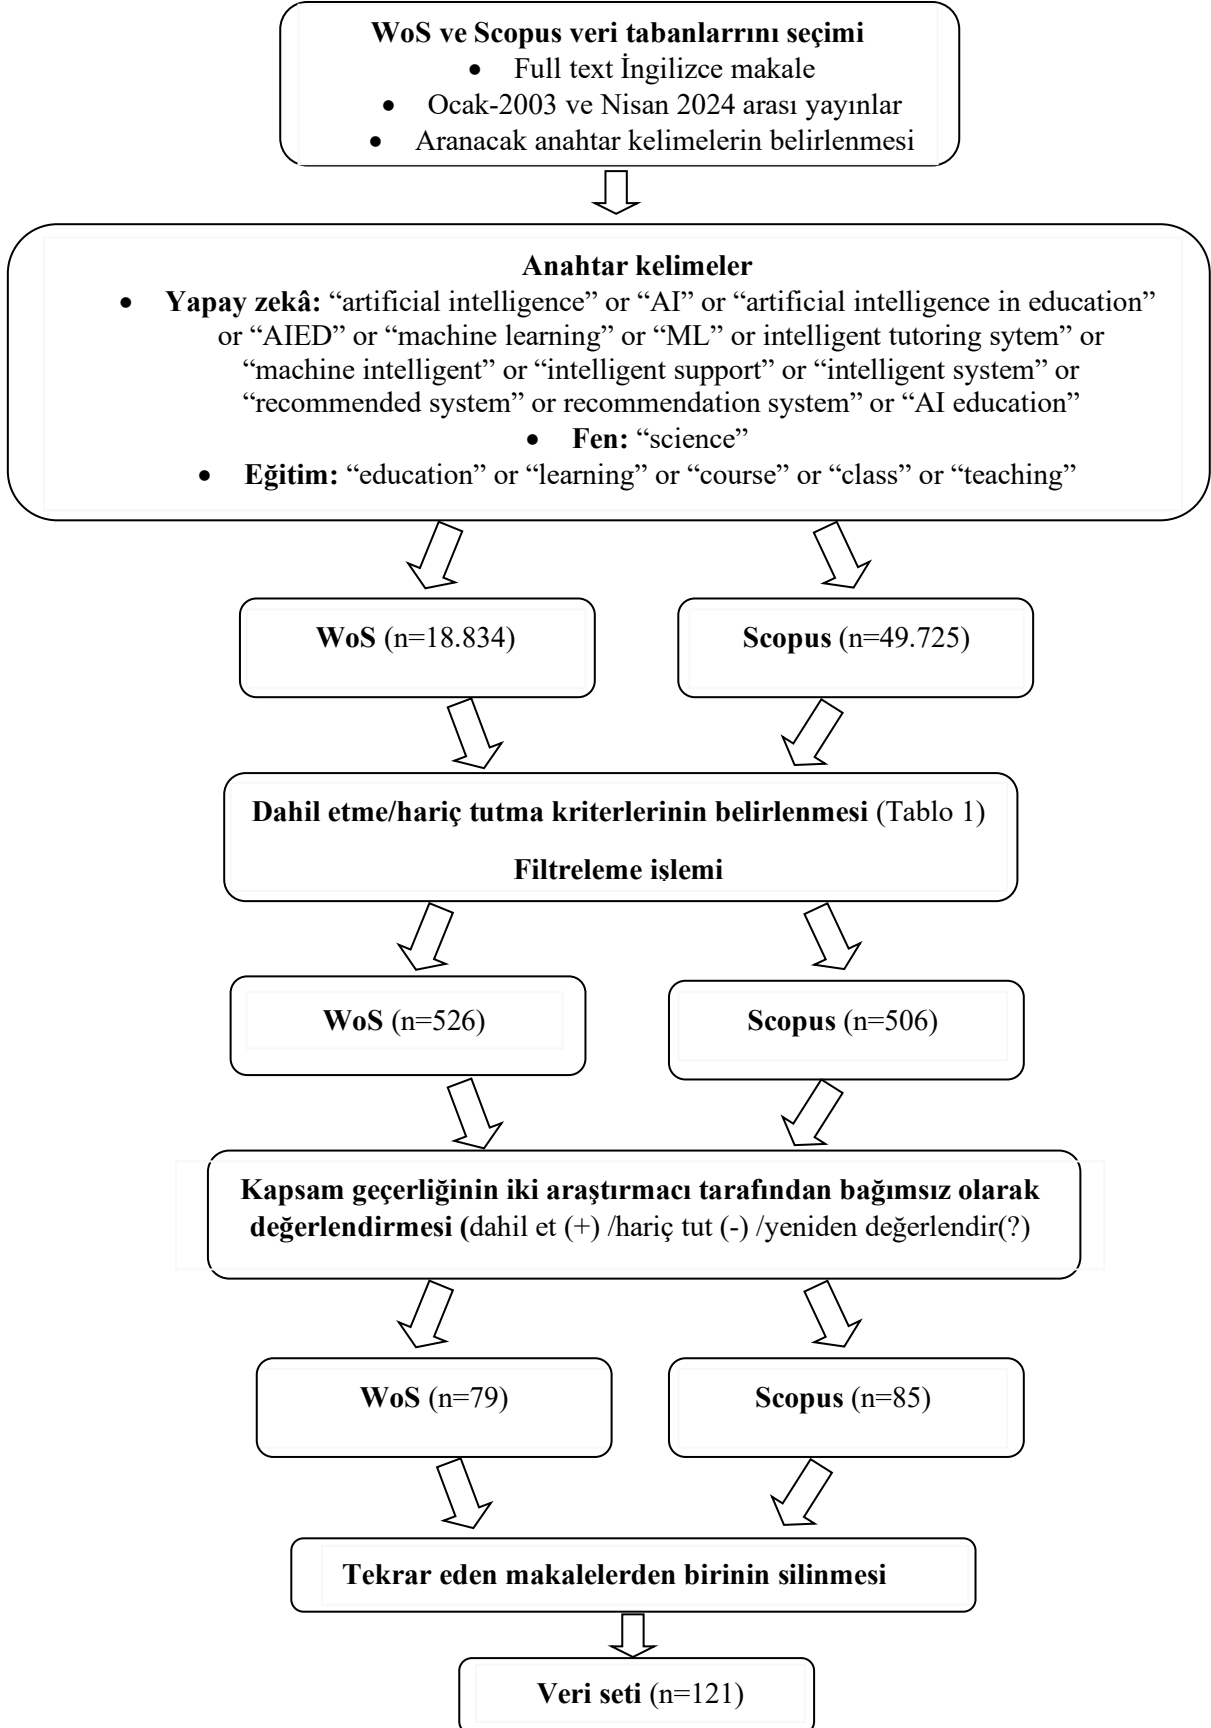 WoS ve Scopus veri tabanlarrını seçimi
• Full text İngilizce makale
• Ocak-2003 ve Nisan 2024 arası yayınlar
• Aranacak anahtar kelimelerin belirlenmesi
Anahtar kelimeler
• Yapay zekâ: “artificial intelligence” or “AI” or “artificial intelligence in education”
or “AIED” or “machine learning” or “ML” or intelligent tutoring sytem” or
“machine intelligent” or “intelligent support” or “intelligent system” or
“recommended system” or recommendation system” or “AI education”
• Fen: “science”
• Eğitim: “education” or “learning” or “course” or “class” or “teaching”
WoS (n=18.834)
Scopus (n=49.725)
Dahil etme/hariç tutma kriterlerinin belirlenmesi (Tablo 1)
Filtreleme işlemi
WoS (n=526)
Scopus (n=506)
Kapsam geçerliğinin iki araştırmacı tarafından bağımsız olarak
değerlendirmesi (dahil et (+) /hariç tut (-) /yeniden değerlendir(?)
WoS (n=79)
Scopus (n=85)
Tekrar eden makalelerden birinin silinmesi
Veri seti (n=121)